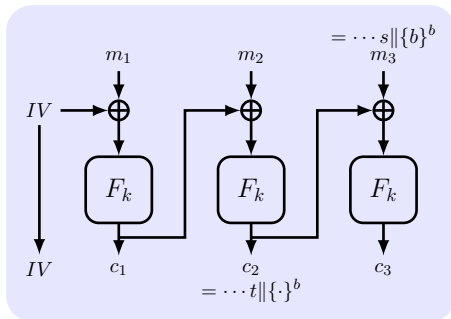 = ⋯ s∥{b}^b
m_1 m_2 m_3
IV
F_k F_k F_k
IV c_1 c_2 c_3
= ⋯ t∥{·}^b